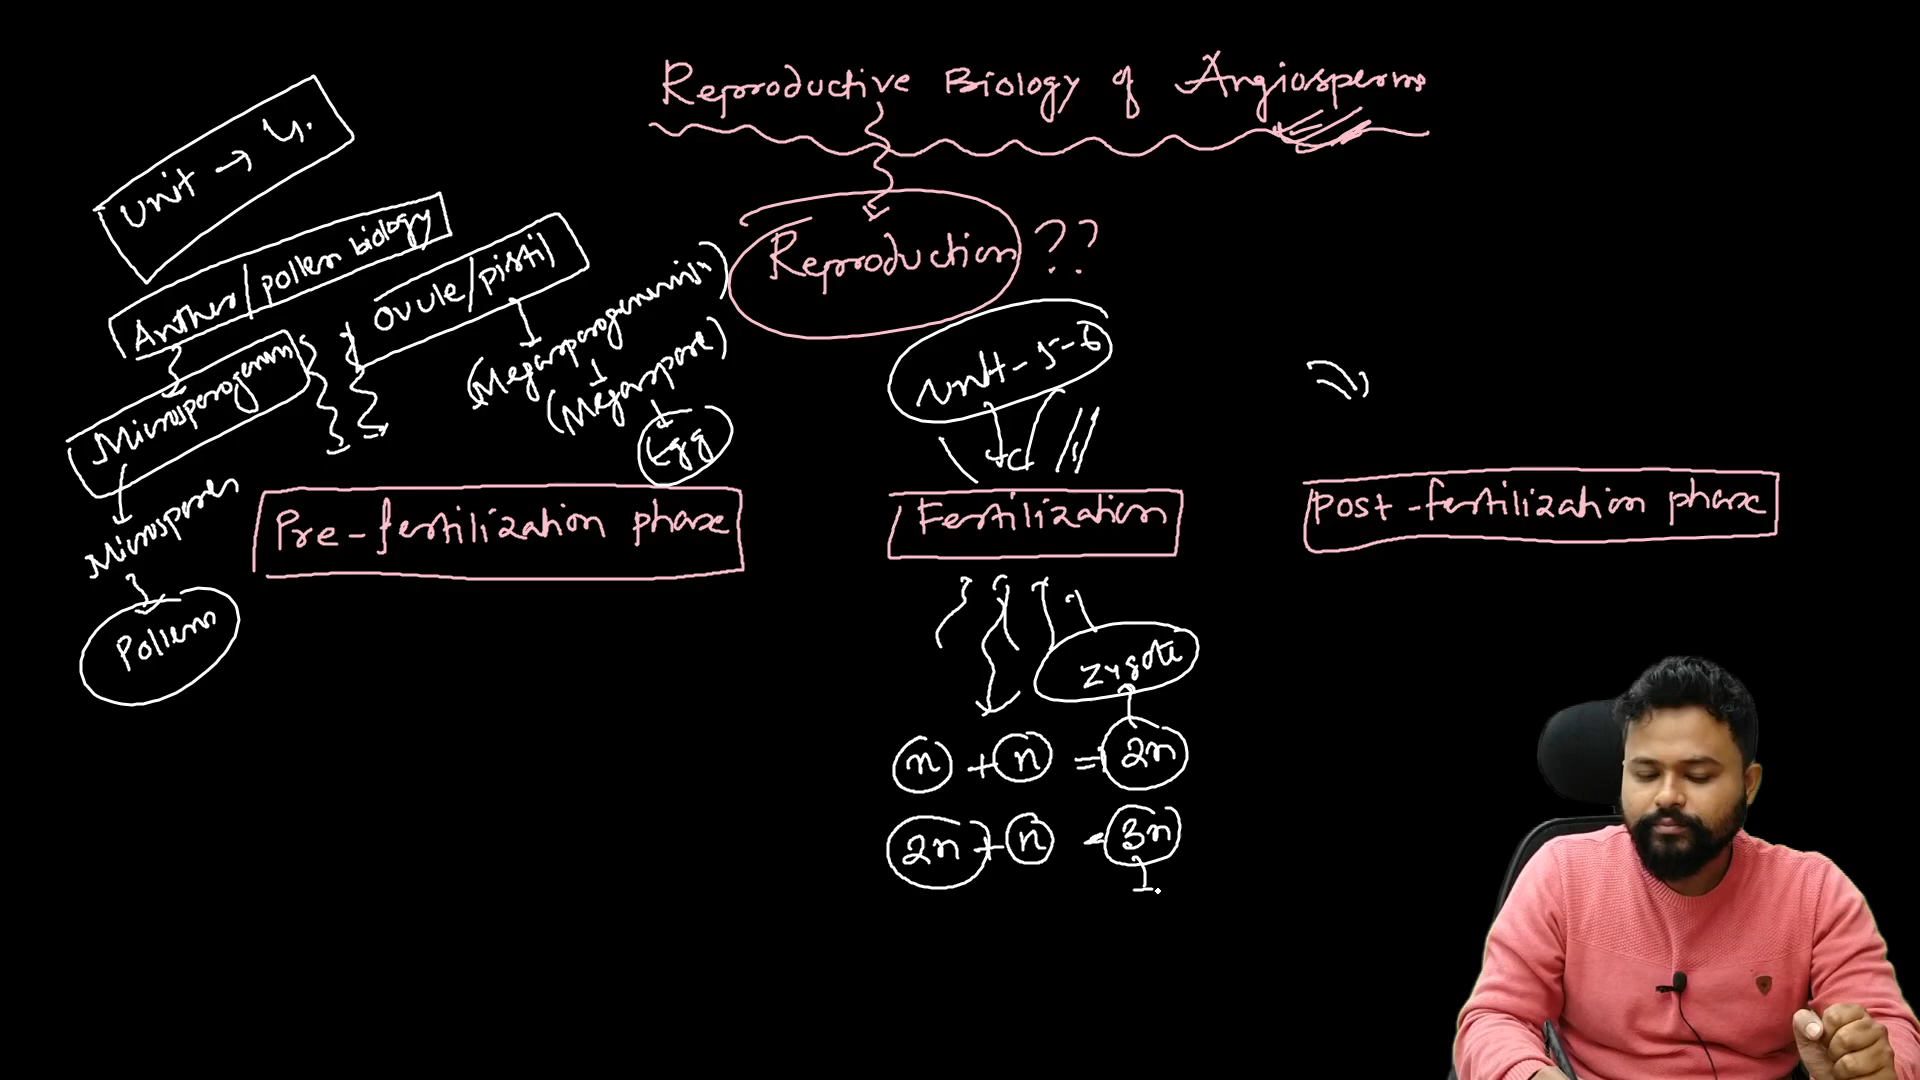 Reproductive Biology of Angiosperms
Unit → 4.
Anther/pollen biology
Ovule/pistil
Reproduction ??
Microsporogenesis
(Megasporogenesis)
(Megaspore)
Egg
Unit-5-6
Microspores
Pollens
Pre-fertilization phase
Fertilization
Post-fertilization phase
Zygote
n + n = 2n
2n + n = 3n